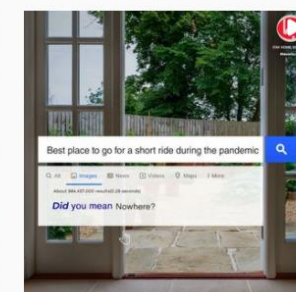 Best place to go for a short ride during the pandemic
All Images News Videos Maps More
Did you mean Nowhere?